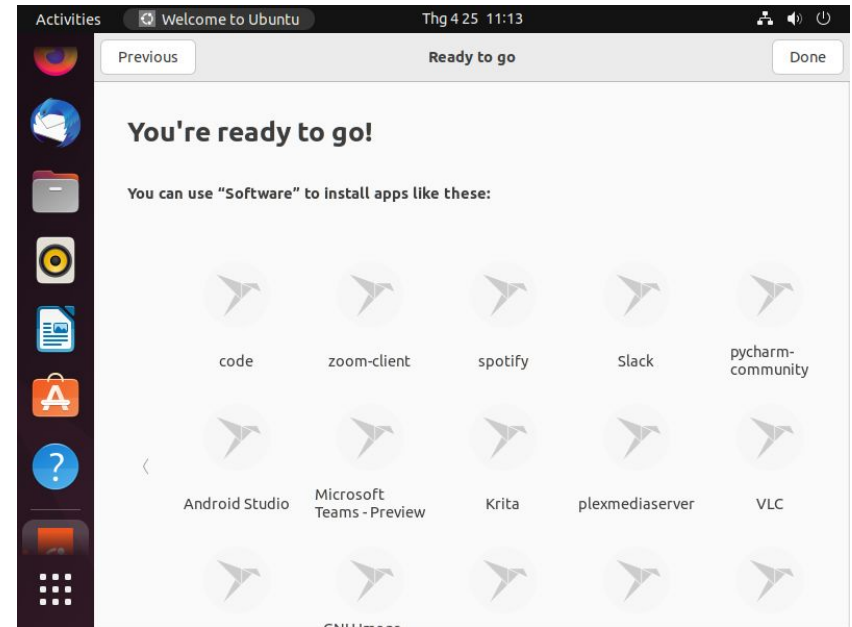 Activities Welcome to Ubuntu Thg 4 25 11:13
Previous Ready to go Done
You're ready to go!
You can use “Software” to install apps like these:
code zoom-client spotify Slack pycharm-
community
Android Studio Microsoft
Teams - Preview Krita plexmediaserver VLC